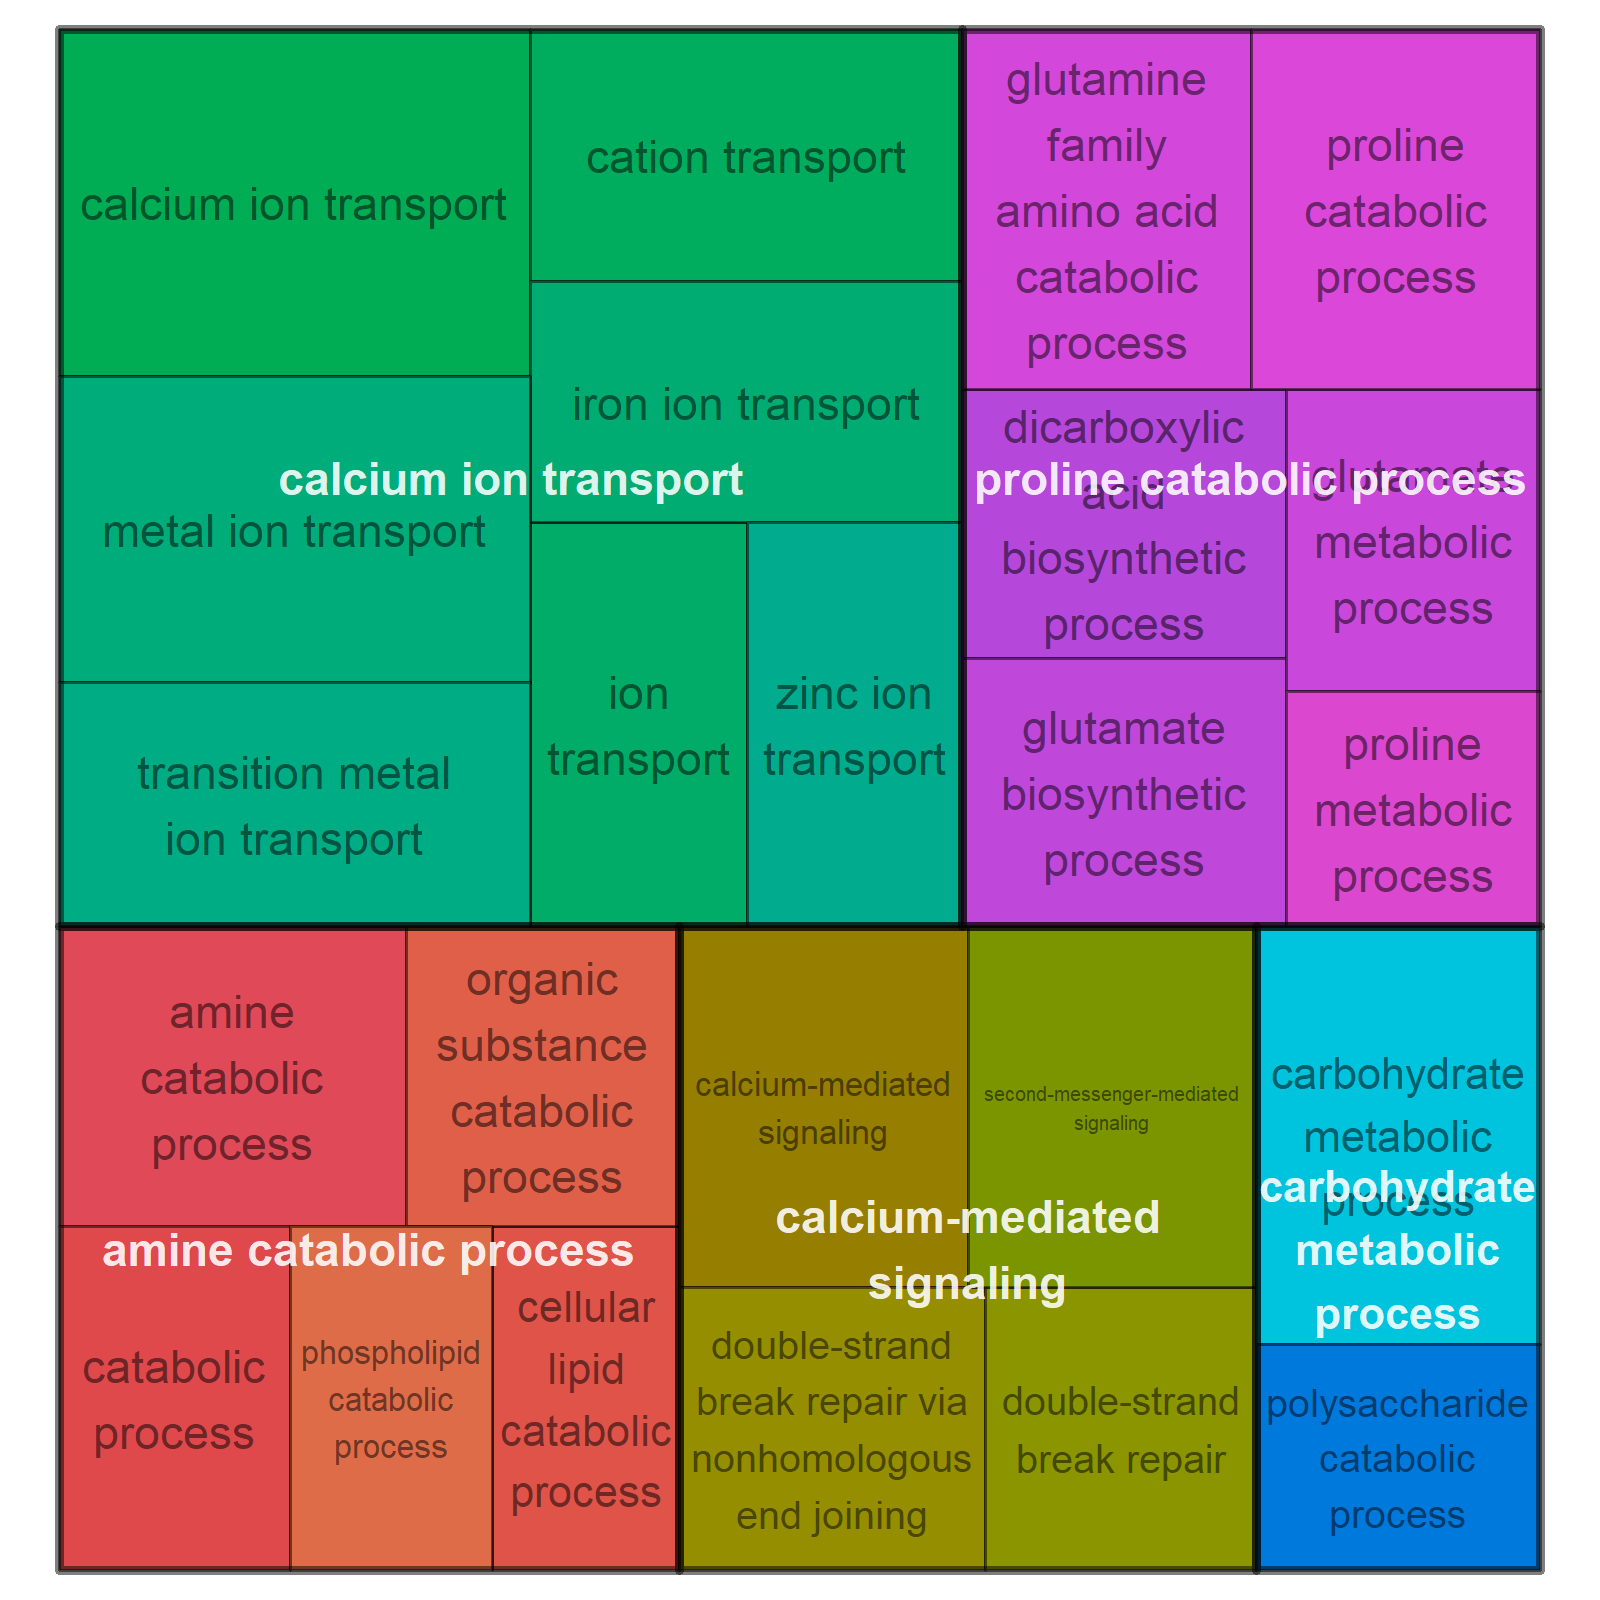 calcium ion transport
cation transport
iron ion transport
metal ion transport
transition metal
ion transport
ion
transport
zinc ion
transport
calcium ion transport
glutamine
family
amino acid
catabolic
process
proline
catabolic
process
dicarboxylic
acid
biosynthetic
process
glutamate
metabolic
process
glutamate
biosynthetic
process
proline
metabolic
process
proline catabolic process
amine
catabolic
process
organic
substance
catabolic
process
catabolic
process
phospholipid
catabolic
process
cellular
lipid
catabolic
process
amine catabolic process
calcium-mediated
signaling
second-messenger-mediated
signaling
double-strand
break repair via
nonhomologous
end joining
double-strand
break repair
calcium-mediated
signaling
carbohydrate
metabolic
process
polysaccharide
catabolic
process
carbohydrate
metabolic
process